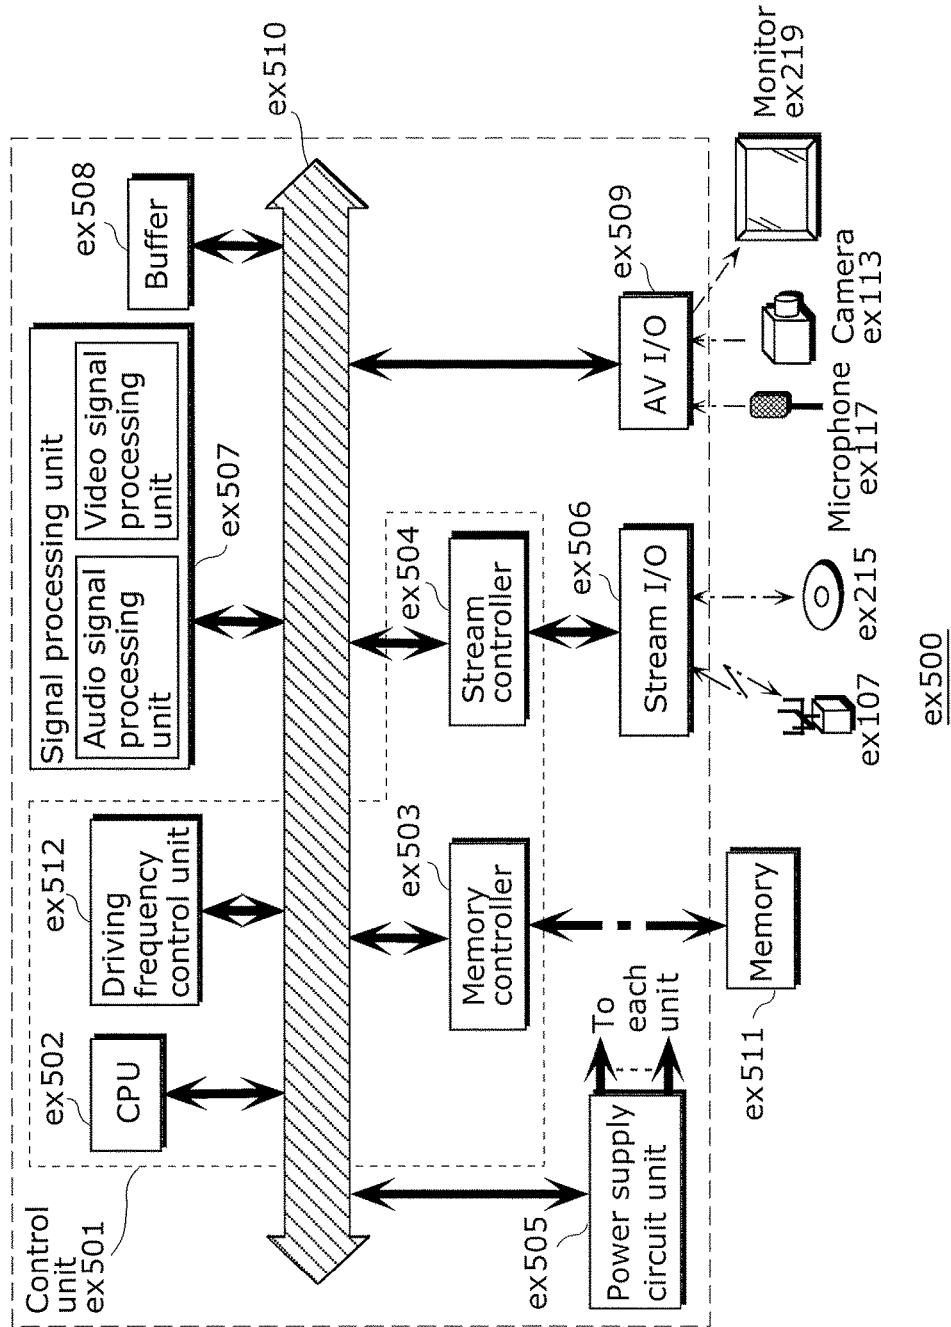 Control
unit
ex501
ex502
CPU
ex512
Driving
frequency
control unit
Signal processing unit
Audio signal
processing
unit
Video signal
processing
unit
ex507
ex508
Buffer
ex510
ex503
Memory
controller
ex504
Stream
controller
ex505
Power supply
circuit unit
To
each
unit
ex506
Stream I/O
ex509
AV I/O
ex511
Memory
ex107
ex215
Microphone
ex117
Camera
ex113
Monitor
ex219
ex500